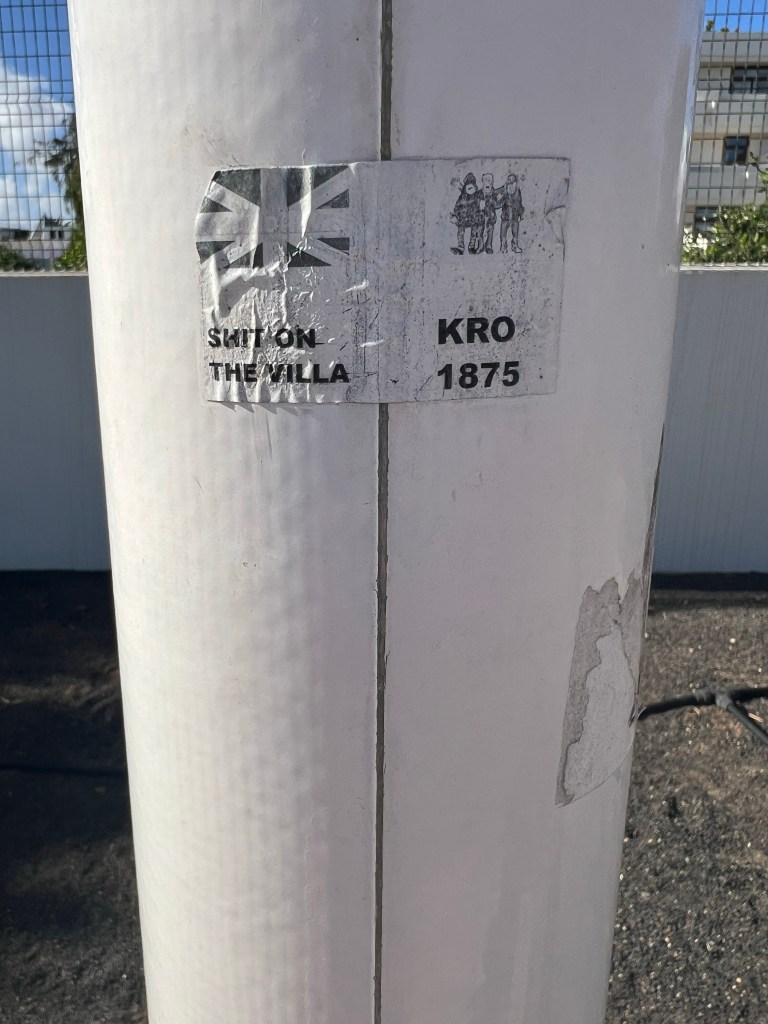 SHIT ON
THE VILLA
KRO
1875